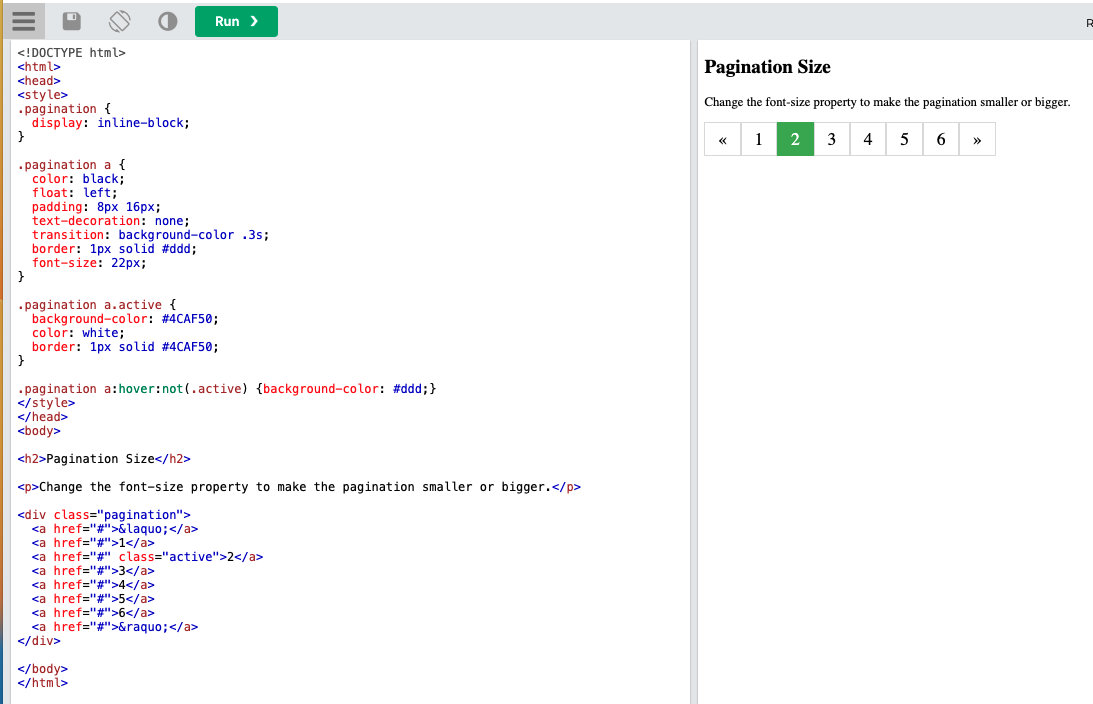 Run ❯
R
<!DOCTYPE html>
<html>
<head>
<style>
.pagination {
  display: inline-block;
}

.pagination a {
  color: black;
  float: left;
  padding: 8px 16px;
  text-decoration: none;
  transition: background-color .3s;
  border: 1px solid #ddd;
  font-size: 22px;
}

.pagination a.active {
  background-color: #4CAF50;
  color: white;
  border: 1px solid #4CAF50;
}

.pagination a:hover:not(.active) {background-color: #ddd;}
</style>
</head>
<body>

<h2>Pagination Size</h2>

<p>Change the font-size property to make the pagination smaller or bigger.</p>

<div class="pagination">
  <a href="#">&laquo;</a>
  <a href="#">1</a>
  <a href="#" class="active">2</a>
  <a href="#">3</a>
  <a href="#">4</a>
  <a href="#">5</a>
  <a href="#">6</a>
  <a href="#">&raquo;</a>
</div>

</body>
</html>
Pagination Size
Change the font-size property to make the pagination smaller or bigger.
« 1 2 3 4 5 6 »